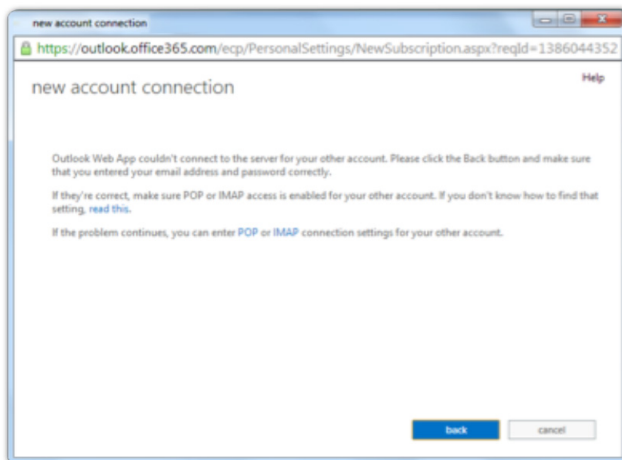 new account connection
https://outlook.office365.com/ecp/PersonalSettings/NewSubscription.aspx?reqId=1386044352
Help
new account connection
Outlook Web App couldn't connect to the server for your other account. Please click the Back button and make sure
that you entered your email address and password correctly.
If they're correct, make sure POP or IMAP access is enabled for your other account. If you don't know how to find that
setting, read this.
If the problem continues, you can enter POP or IMAP connection settings for your other account.
back
cancel